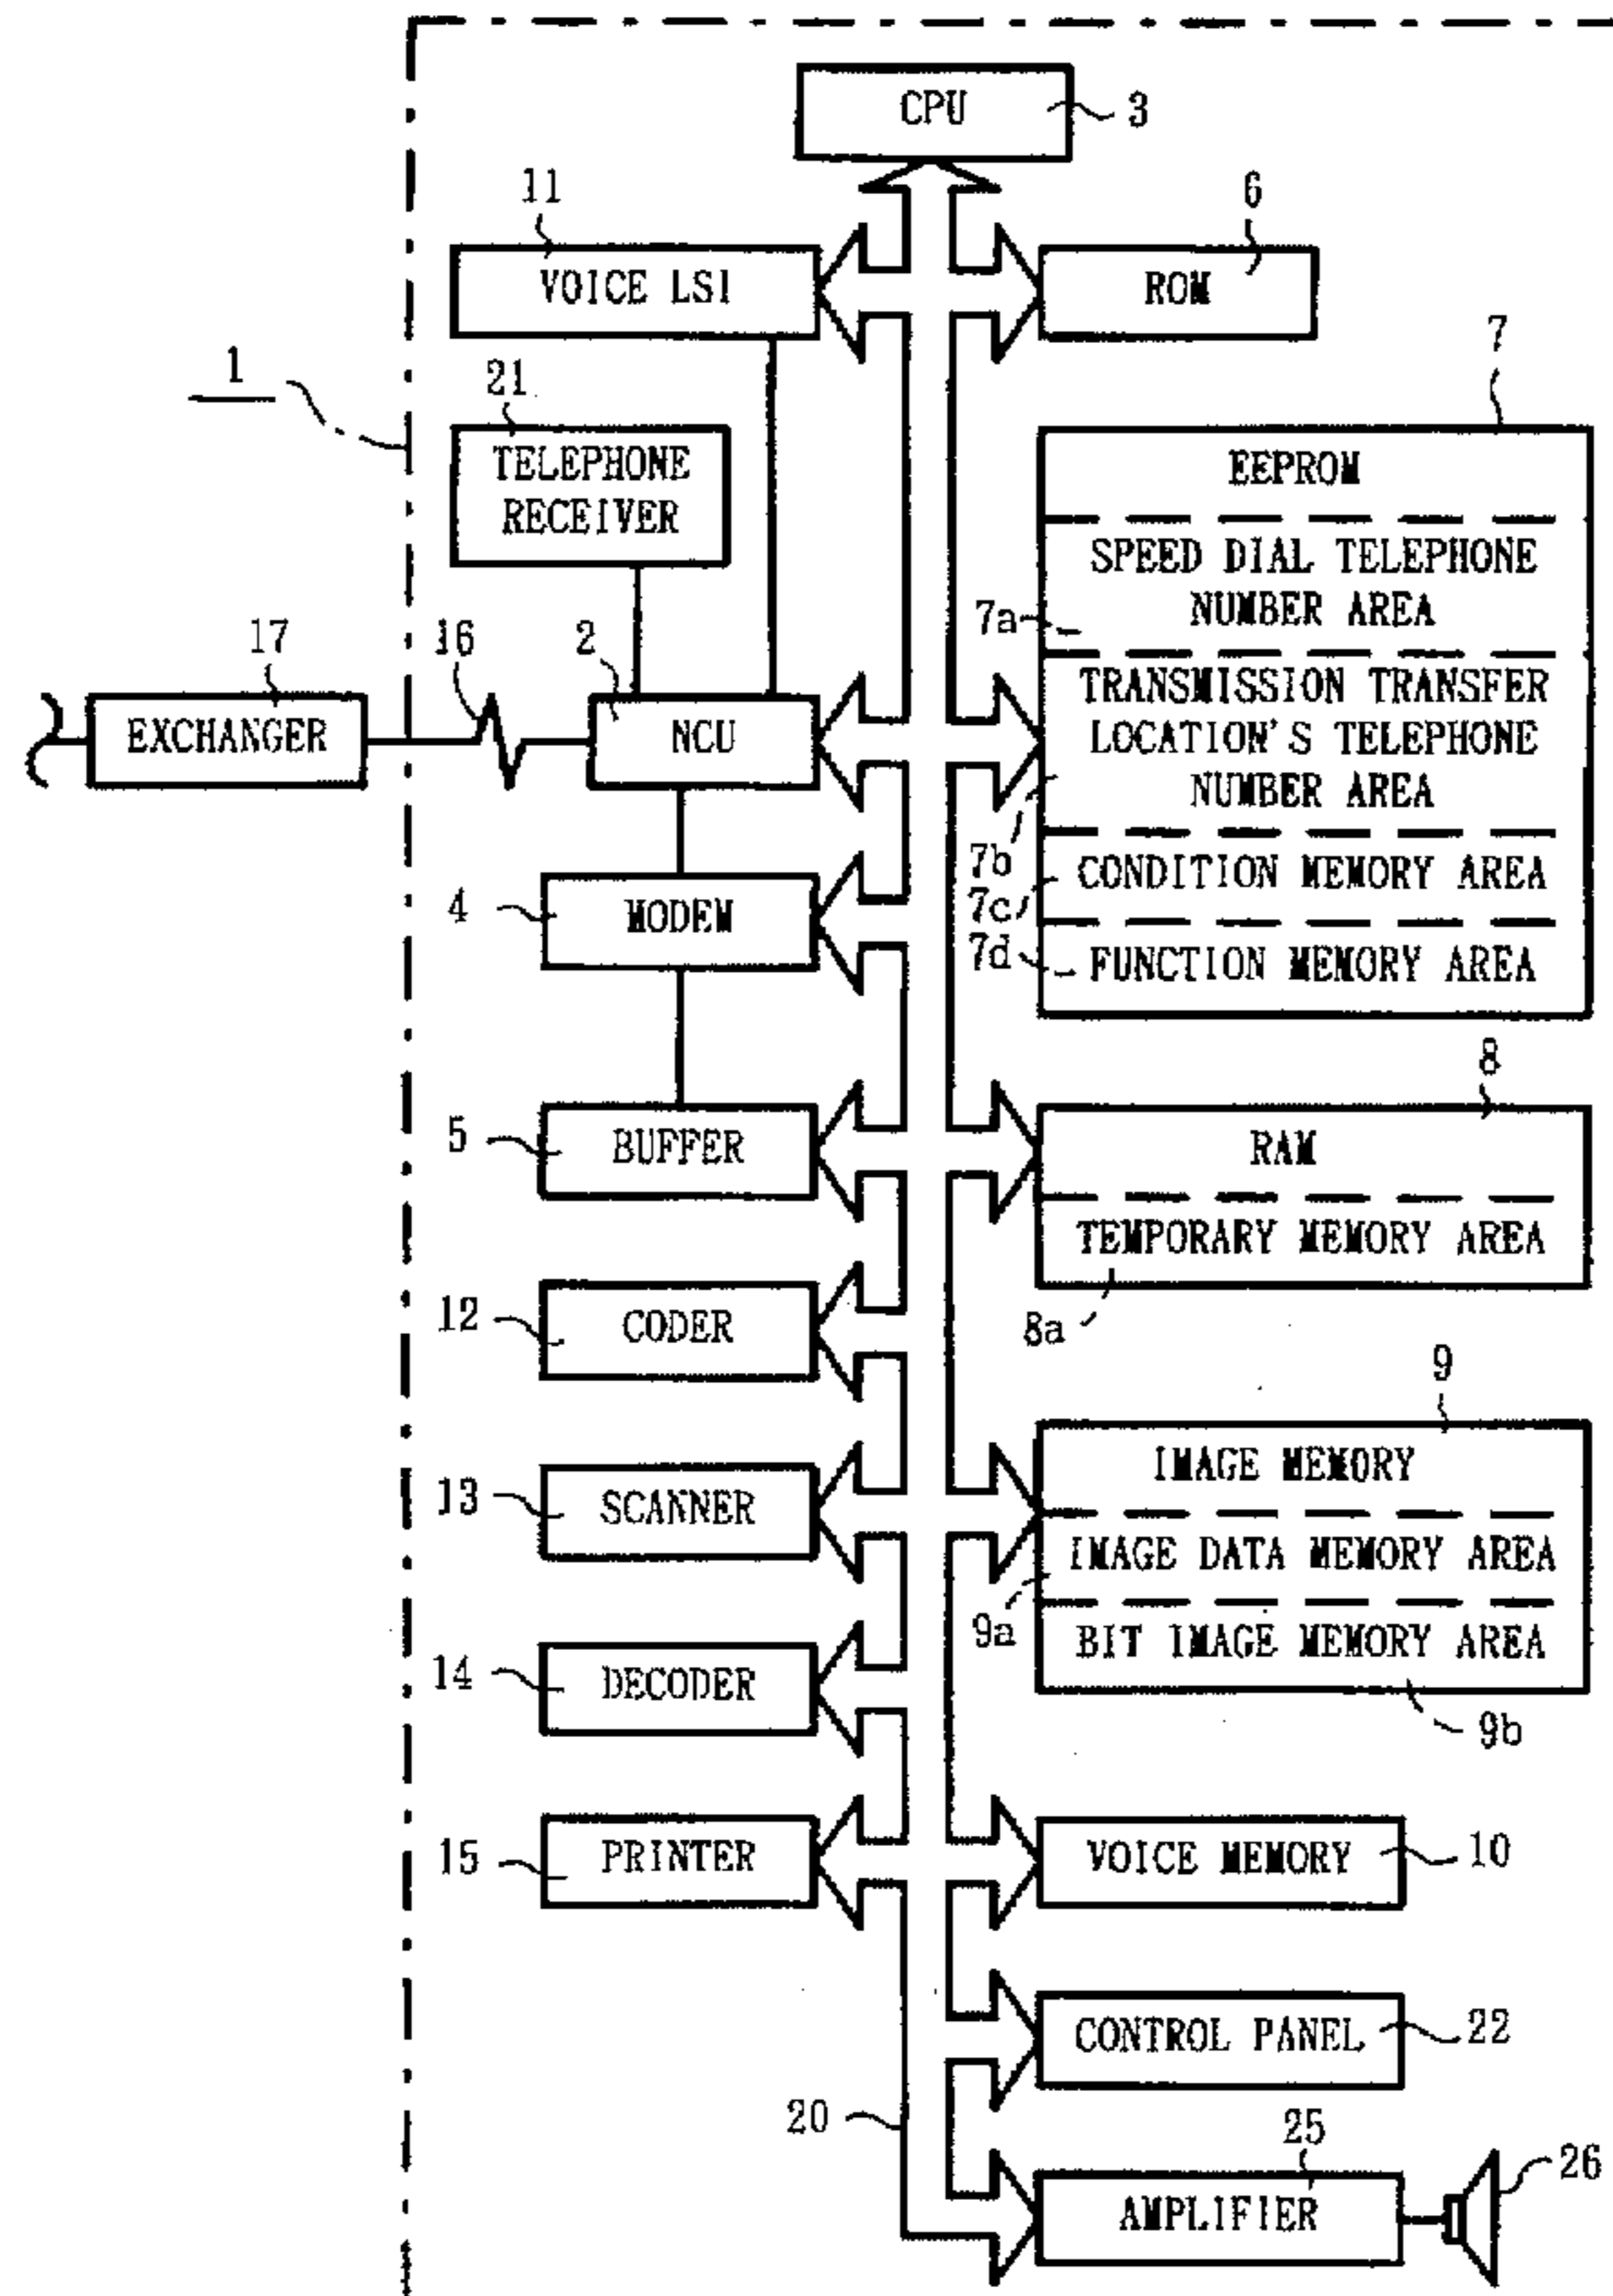 CPU
3
11
VOICE LSI
6
ROM
1
21
TELEPHONE
RECEIVER
7
EEPROM
SPEED DIAL TELEPHONE
NUMBER AREA
7a
TRANSMISSION TRANSFER
LOCATION'S TELEPHONE
NUMBER AREA
7b
CONDITION MEMORY AREA
7c
FUNCTION MEMORY AREA
7d
17
EXCHANGER
16
2
NCU
4
MODEM
5
BUFFER
8
RAM
TEMPORARY MEMORY AREA
8a
12
CODER
13
SCANNER
9
IMAGE MEMORY
IMAGE DATA MEMORY AREA
9a
BIT IMAGE MEMORY AREA
9b
14
DECODER
15
PRINTER
VOICE MEMORY
10
CONTROL PANEL
22
20
25
AMPLIFIER
26